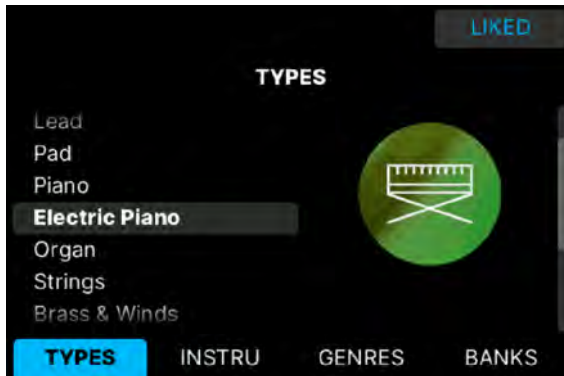 LIKED
TYPES
Lead
Pad
Piano
Electric Piano
Organ
Strings
Brass & Winds
TYPES INSTRU GENRES BANKS